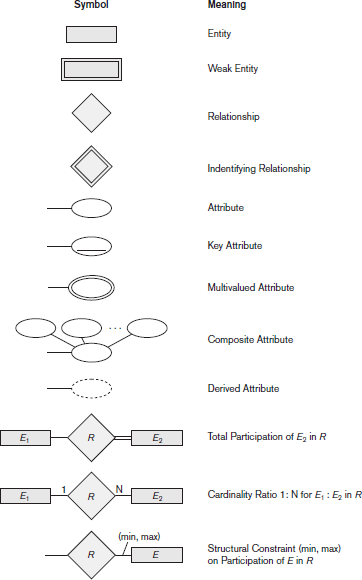 Symbol Meaning
Entity
Weak Entity
Relationship
Indentifying Relationship
Attribute
Key Attribute
Multivalued Attribute
. . .
Composite Attribute
Derived Attribute
E₁ R E₂ Total Participation of E₂ in R
E₁ 1 R N E₂ Cardinality Ratio 1: N for E₁ : E₂ in R
(min, max)
R E Structural Constraint (min, max)
on Participation of E in R